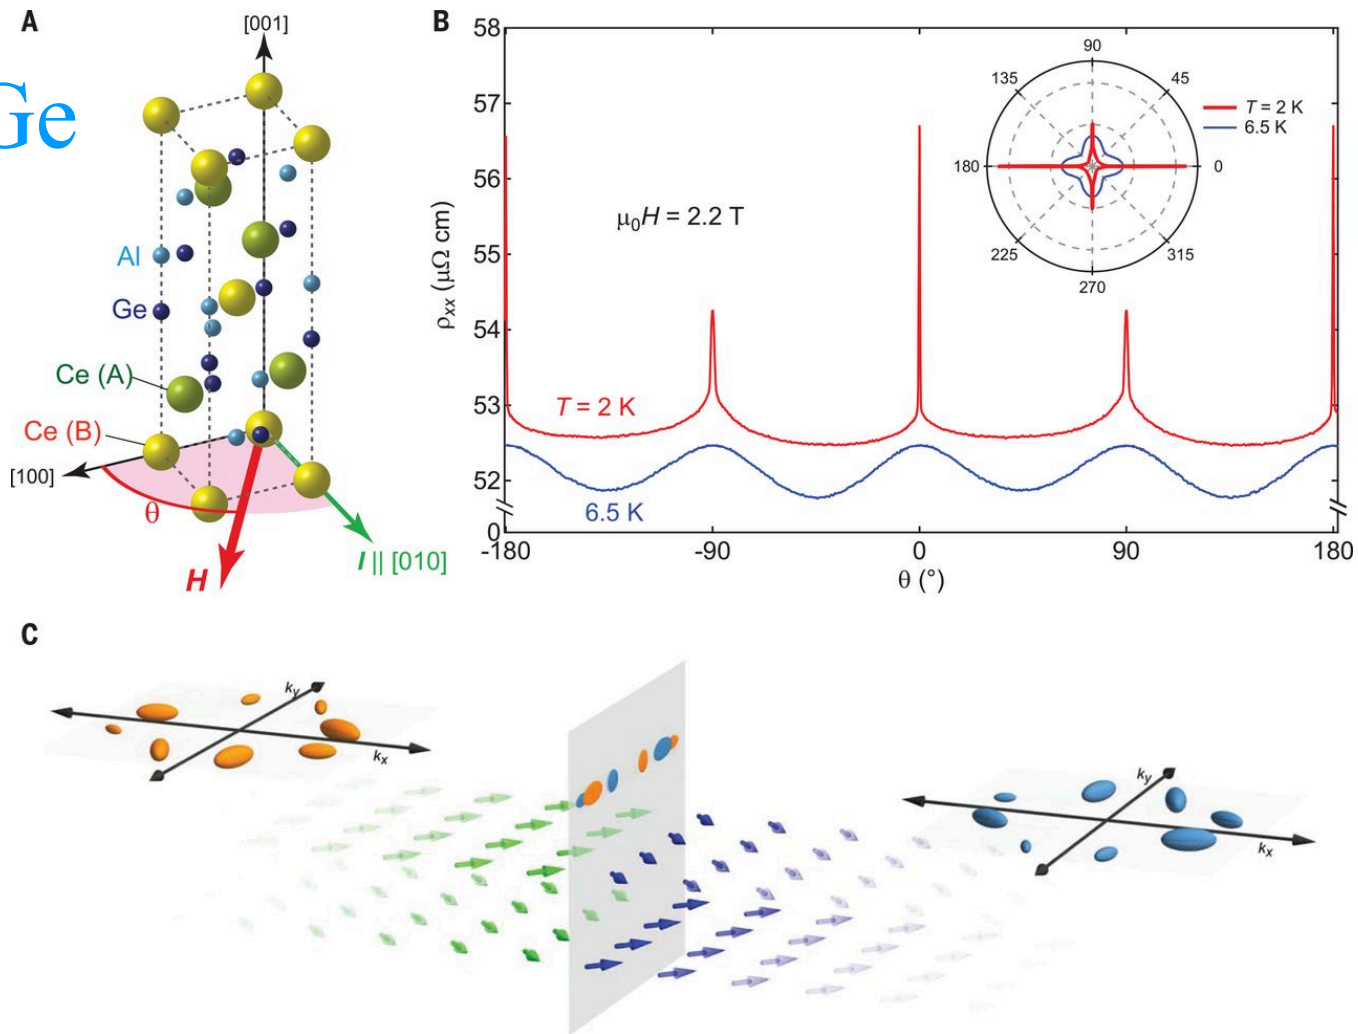 A
[001]
Ge
Al
Ge
Ce (A)
Ce (B)
[100]
θ
H
I || [010]
B
58
57
56
55
54
53
52
0
ρxx (μΩ cm)
μ₀H = 2.2 T
T = 2 K
6.5 K
-180
-90
0
90
180
θ (°)
90
135
45
180
0
225
315
270
T = 2 K
6.5 K
C
ky
kx
ky
kx